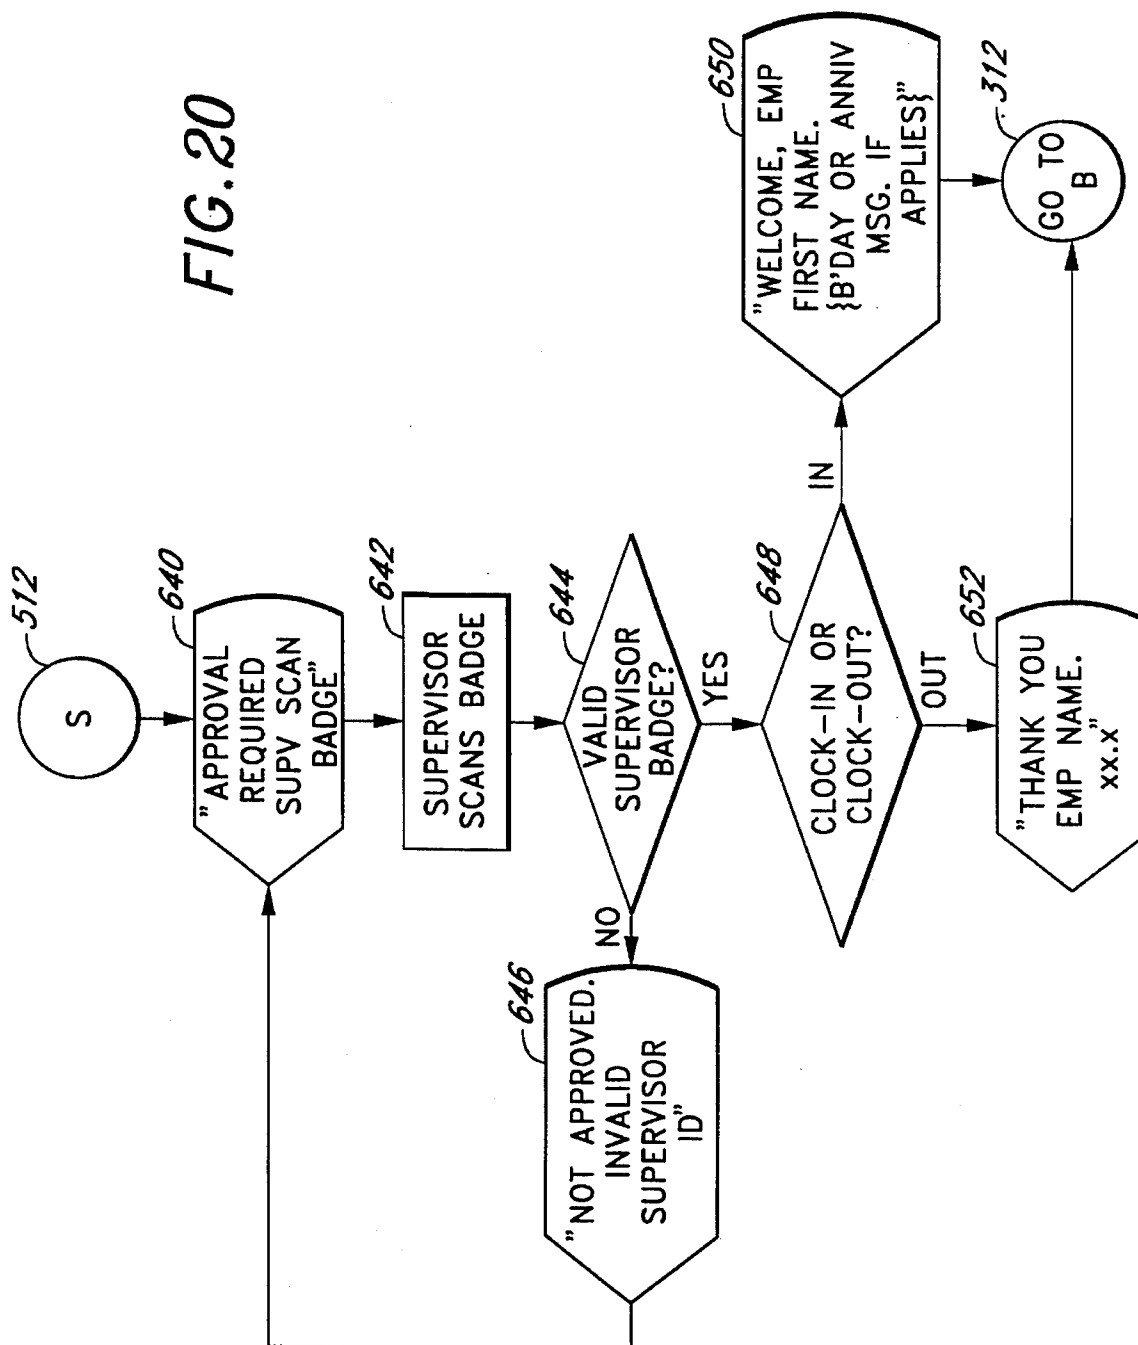 FIG.20
512
S
640
"APPROVAL
REQUIRED
SUPV SCAN
BADGE"
642
SUPERVISOR
SCANS BADGE
644
VALID
SUPERVISOR
BADGE?
NO
YES
646
"NOT APPROVED.
INVALID
SUPERVISOR
ID"
648
CLOCK-IN OR
CLOCK-OUT?
IN
OUT
650
"WELCOME, EMP
FIRST NAME.
{B'DAY OR ANNIV
MSG. IF
APPLIES}"
652
"THANK YOU
EMP NAME.
xx.x"
312
GO TO
B